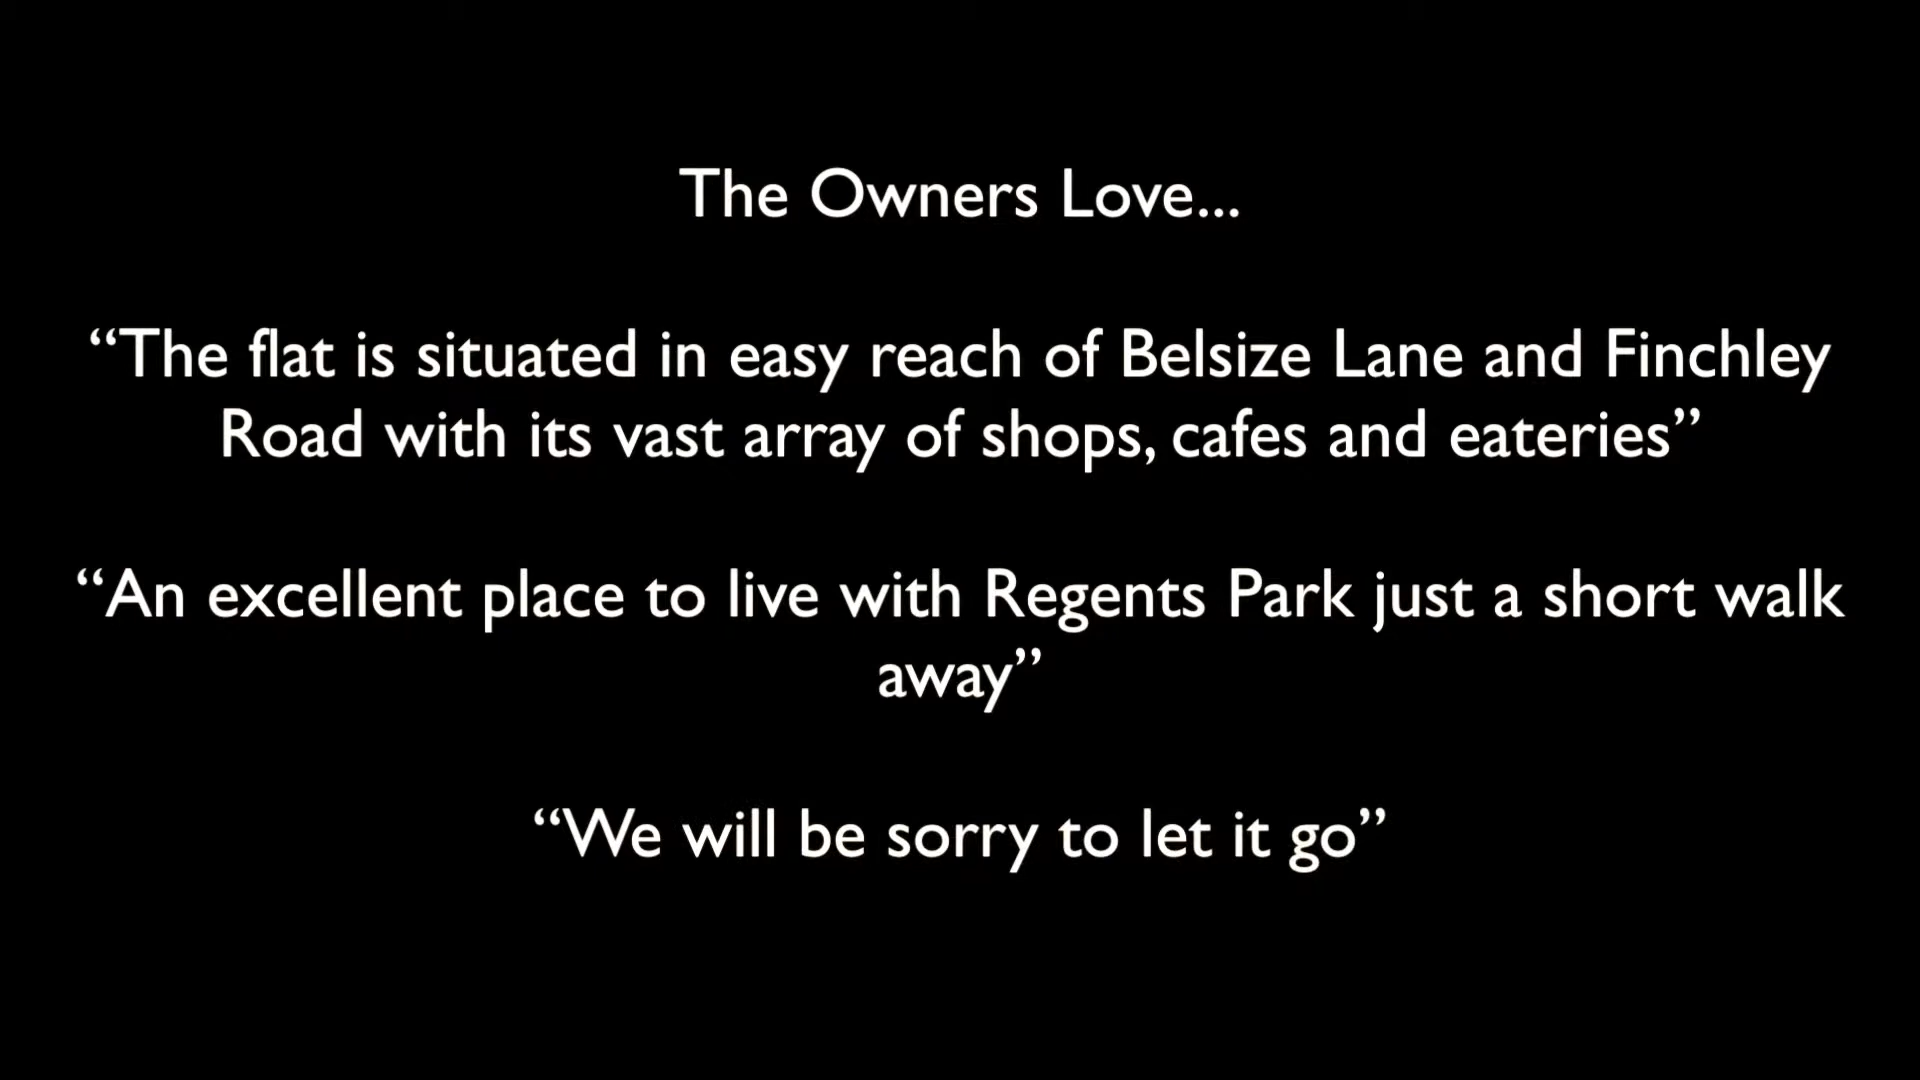 The Owners Love...
“The flat is situated in easy reach of Belsize Lane and Finchley
Road with its vast array of shops, cafes and eateries”
“An excellent place to live with Regents Park just a short walk
away”
“We will be sorry to let it go”